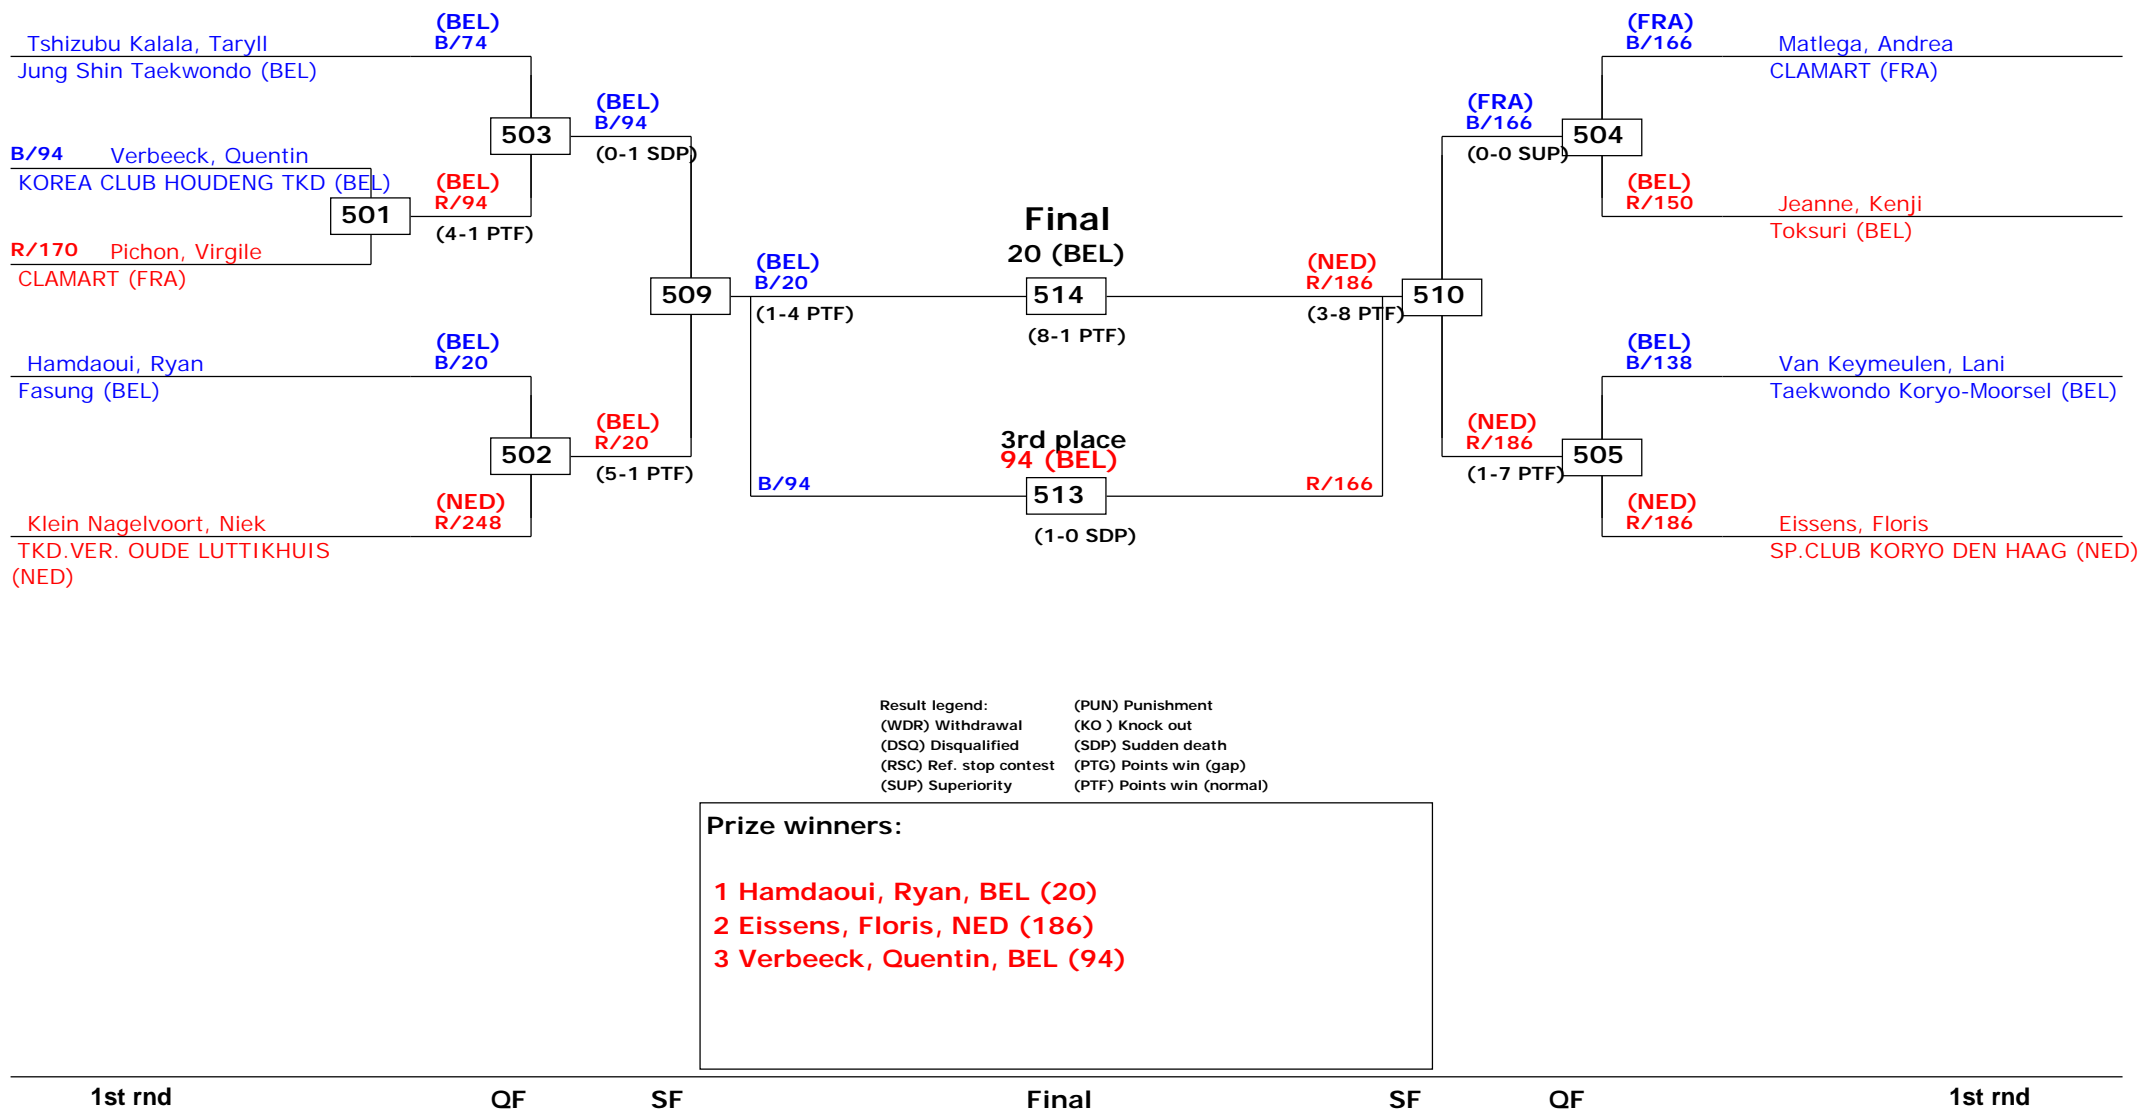 (BEL)
Tshizubu Kalala, Taryll B/74
Jung Shin Taekwondo (BEL)
(BEL)
B/94
503
(0-1 SDP)
B/94 Verbeeck, Quentin
KOREA CLUB HOUDENG TKD (BEL)
(BEL)
R/94
501
(4-1 PTF)
R/170 Pichon, Virgile
CLAMART (FRA)
(BEL)
B/20
509
(1-4 PTF)
(BEL)
Hamdaoui, Ryan B/20
Fasung (BEL)
(BEL)
R/20
502
(5-1 PTF)
(NED)
Klein Nagelvoort, Niek R/248
TKD.VER. OUDE LUTTIKHUIS
(NED)
Final
20 (BEL)
514
(8-1 PTF)
3rd place
94 (BEL)
B/94 513 R/166
(1-0 SDP)
(FRA)
B/166 Matlega, Andrea
CLAMART (FRA)
(FRA)
B/166
504
(0-0 SUP)
(BEL)
R/150 Jeanne, Kenji
Toksuri (BEL)
(NED)
R/186
510
(3-8 PTF)
(BEL)
B/138 Van Keymeulen, Lani
Taekwondo Koryo-Moorsel (BEL)
(NED)
R/186
505
(1-7 PTF)
(NED)
R/186 Eissens, Floris
SP.CLUB KORYO DEN HAAG (NED)
Result legend: (PUN) Punishment
(WDR) Withdrawal (KO ) Knock out
(DSQ) Disqualified (SDP) Sudden death
(RSC) Ref. stop contest (PTG) Points win (gap)
(SUP) Superiority (PTF) Points win (normal)
Prize winners:
1 Hamdaoui, Ryan, BEL (20)
2 Eissens, Floris, NED (186)
3 Verbeeck, Quentin, BEL (94)
1st rnd QF SF Final SF QF 1st rnd